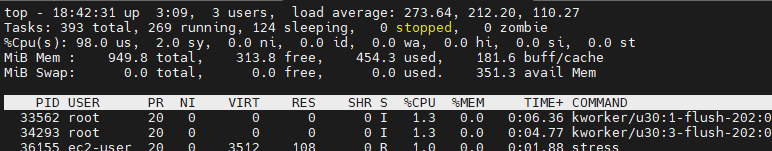 top - 18:42:31 up  3:09,  3 users,  load average: 273.64, 212.20, 110.27
Tasks: 393 total, 269 running, 124 sleeping,   0 stopped,   0 zombie
%Cpu(s): 98.0 us,  2.0 sy,  0.0 ni,  0.0 id,  0.0 wa,  0.0 hi,  0.0 si,  0.0 st
MiB Mem :    949.8 total,    313.8 free,    454.3 used,    181.6 buff/cache
MiB Swap:      0.0 total,      0.0 free,      0.0 used.    351.3 avail Mem
PID USER      PR  NI    VIRT    RES    SHR S  %CPU  %MEM     TIME+ COMMAND
33562 root      20   0       0      0      0 I   1.3   0.0   0:06.36 kworker/u30:1-flush-202:0
34293 root      20   0       0      0      0 I   1.3   0.0   0:04.77 kworker/u30:3-flush-202:0
36155 ec2-user  20   0    3512    108      0 R   1.0   0.0   0:01.88 stress